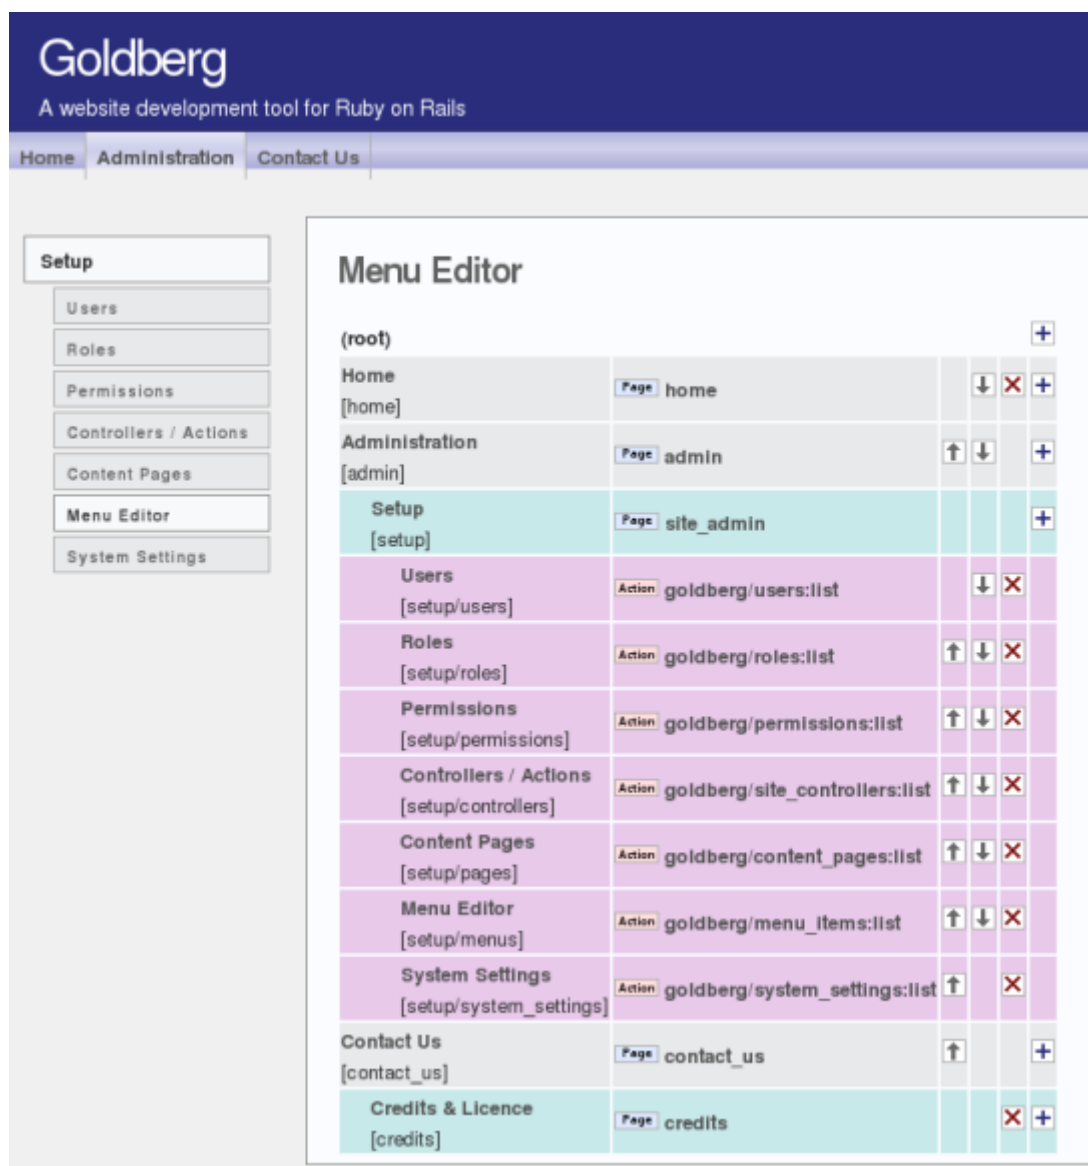 Goldberg
A website development tool for Ruby on Rails
Home Administration Contact Us
Setup
Users
Roles
Permissions
Controllers / Actions
Content Pages
Menu Editor
System Settings
Menu Editor
(root)
Home
[home]
Page home
Administration
[admin]
Page admin
Setup
[setup]
Page site_admin
Users
[setup/users]
Action goldberg/users:list
Roles
[setup/roles]
Action goldberg/roles:list
Permissions
[setup/permissions]
Action goldberg/permissions:list
Controllers / Actions
[setup/controllers]
Action goldberg/site_controllers:list
Content Pages
[setup/pages]
Action goldberg/content_pages:list
Menu Editor
[setup/menus]
Action goldberg/menu_items:list
System Settings
[setup/system_settings]
Action goldberg/system_settings:list
Contact Us
[contact_us]
Page contact_us
Credits & Licence
[credits]
Page credits